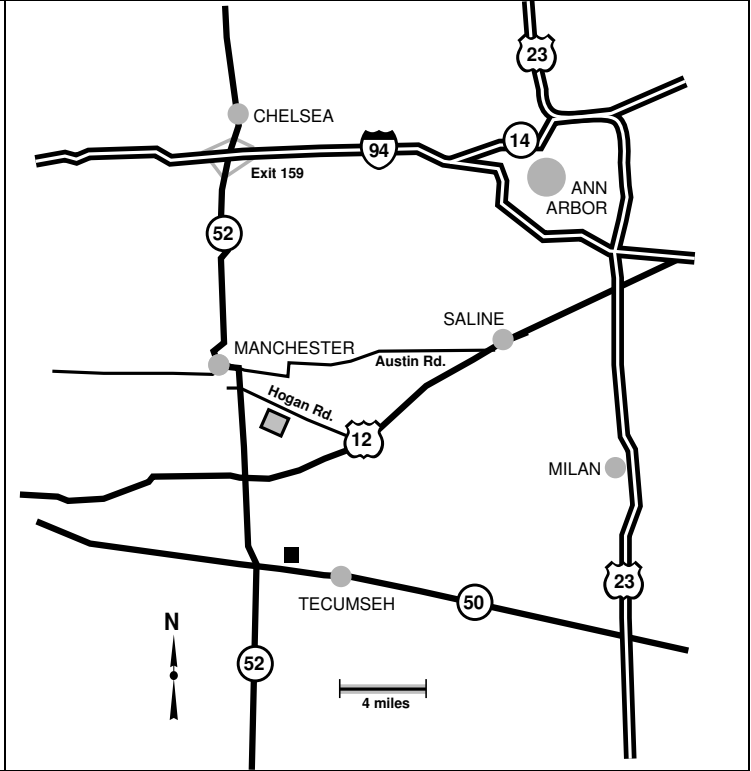 23
CHELSEA
14
94
Exit 159
ANN
ARBOR
52
SALINE
MANCHESTER
Austin Rd.
Hogan Rd.
12
MILAN
23
TECUMSEH
50
N
52
4 miles